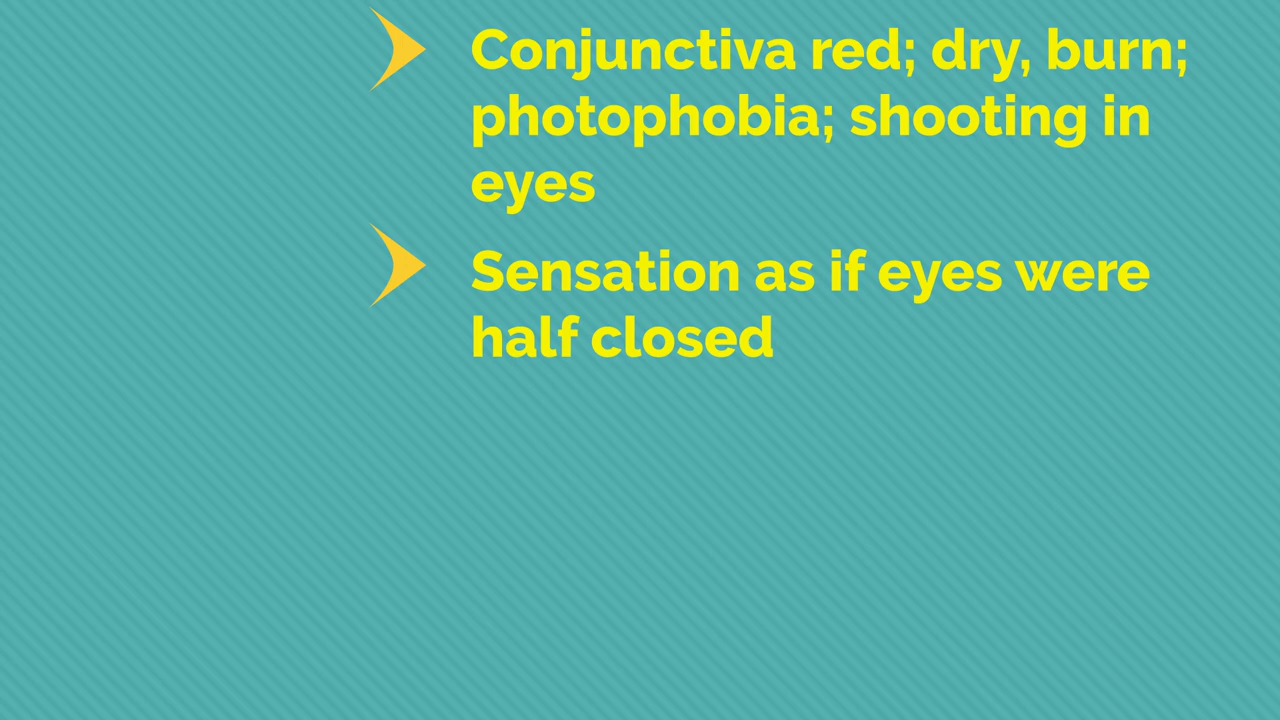 Conjunctiva red; dry, burn;
photophobia; shooting in
eyes
Sensation as if eyes were
half closed